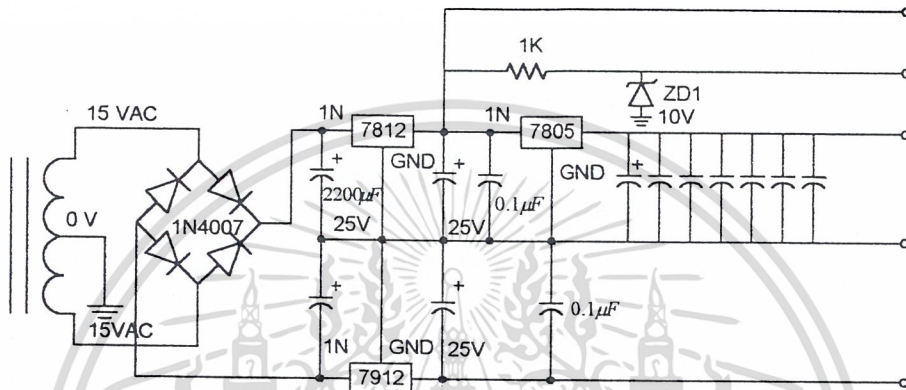 1K
ZD1
10V
15 VAC
1N
7812
1N
7805
GND
GND
2200μF
0 V
1N4007
25V
25V
0.1μF
15VAC
0.1μF
1N
GND
25V
7912